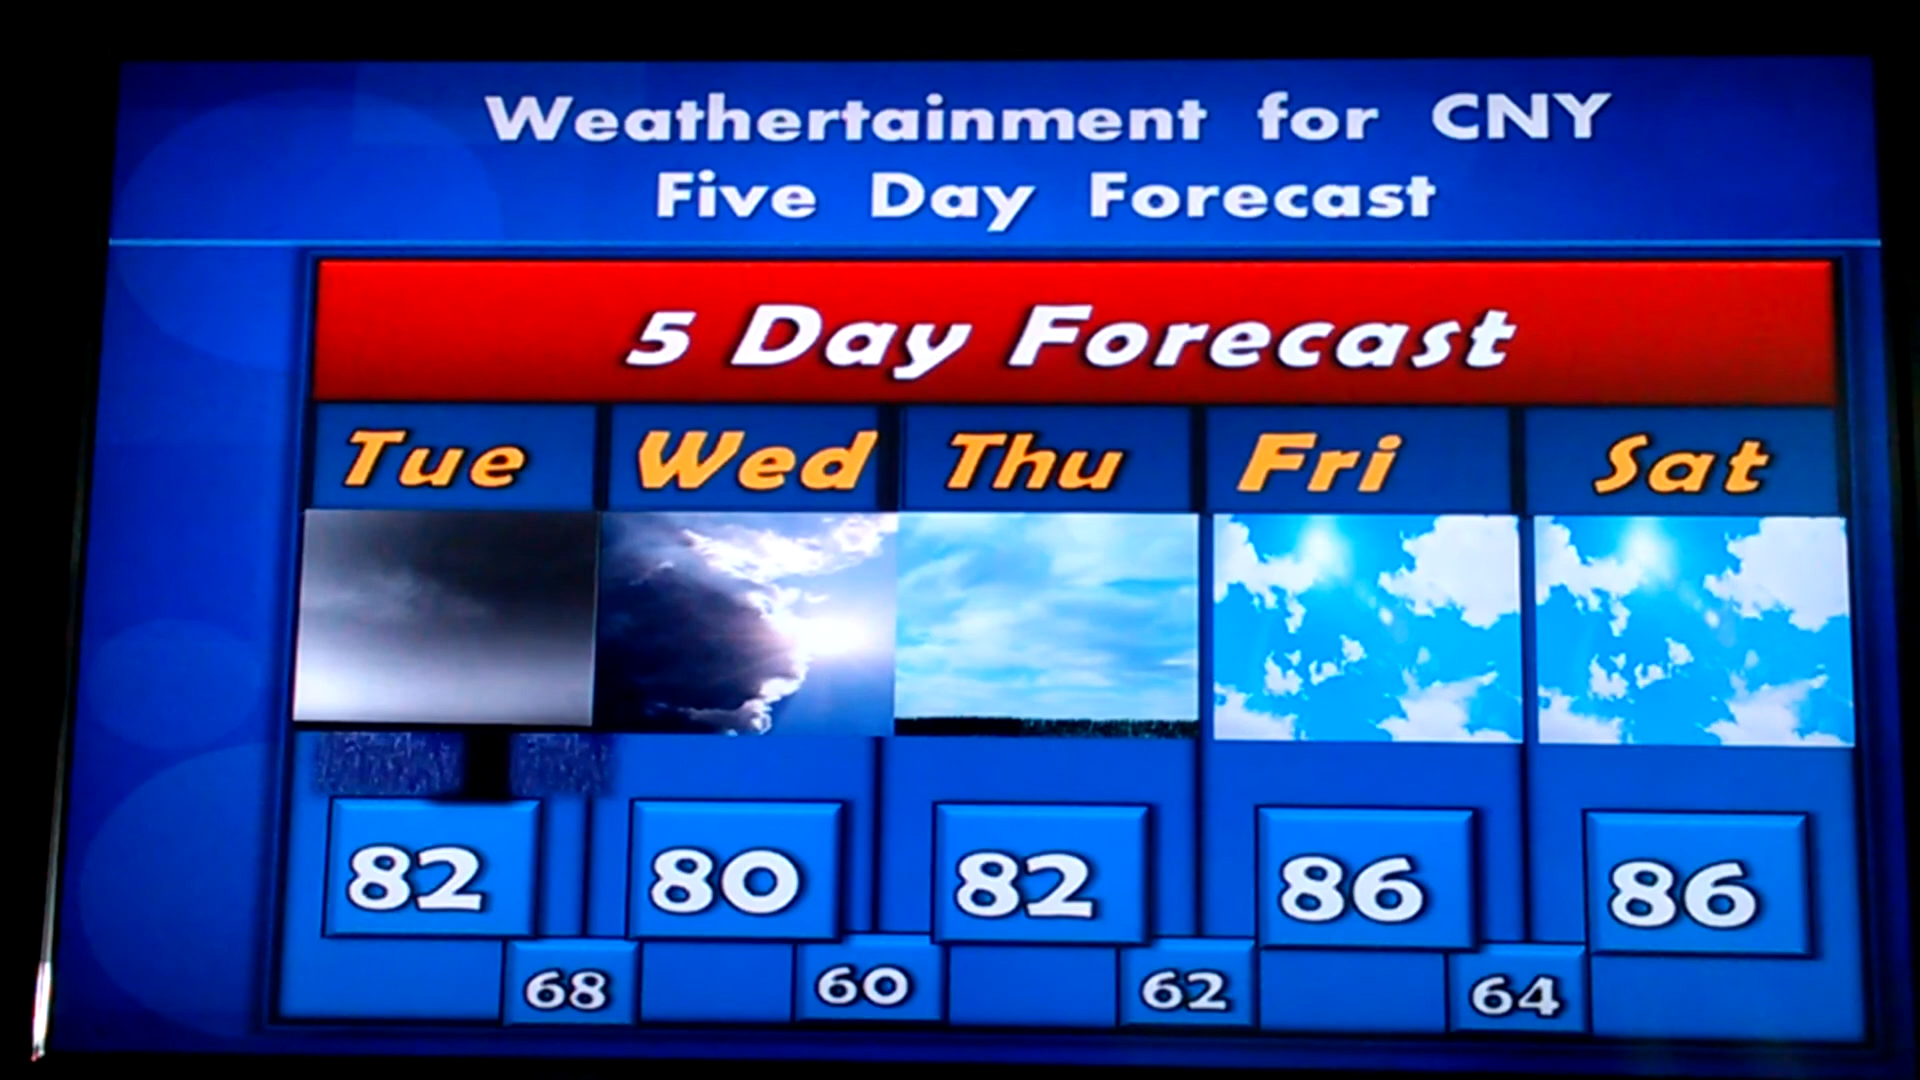 Weathertainment for CNY
Five Day Forecast
5 Day Forecast
Tue Wed Thu Fri Sat
82 80 82 86 86
68 60 62 64